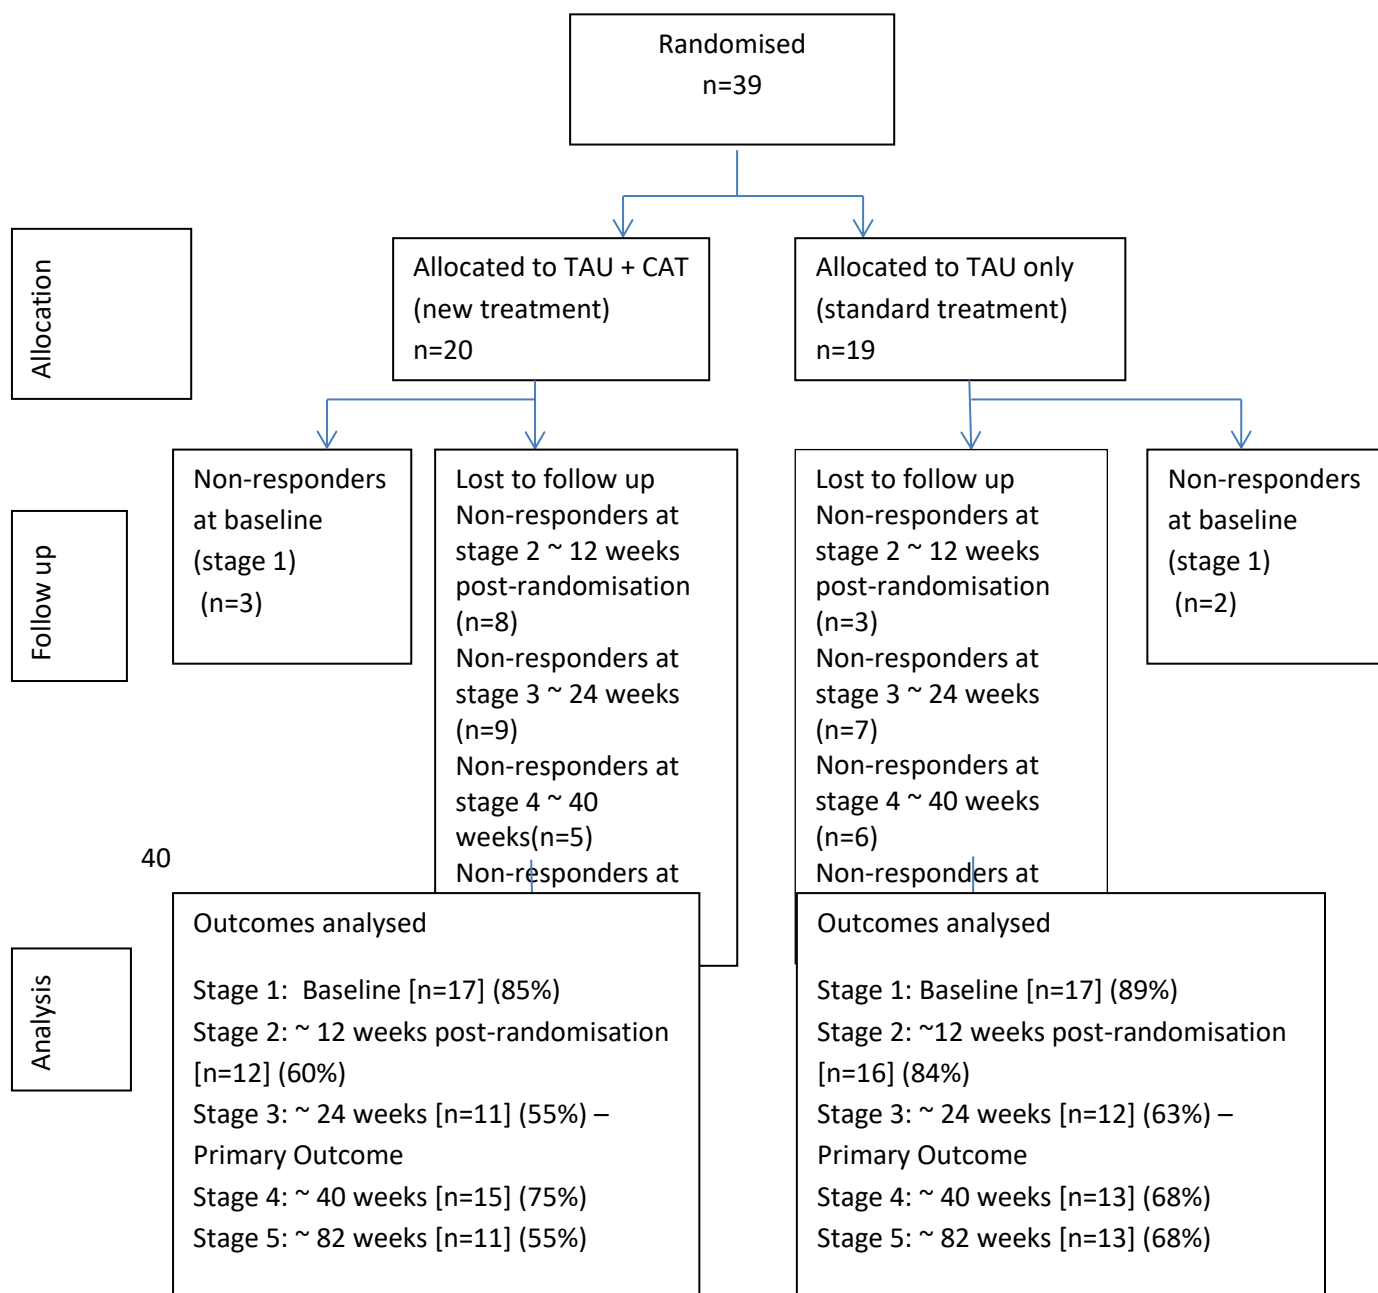 Randomised
n=39
Allocation
Allocated to TAU + CAT
(new treatment)
n=20
Allocated to TAU only
(standard treatment)
n=19
Follow up
Non-responders
at baseline
(stage 1)
(n=3)
Lost to follow up
Non-responders at
stage 2 ~ 12 weeks
post-randomisation
(n=8)
Non-responders at
stage 3 ~ 24 weeks
(n=9)
Non-responders at
stage 4 ~ 40
weeks(n=5)
Non-responders at
Lost to follow up
Non-responders at
stage 2 ~ 12 weeks
post-randomisation
(n=3)
Non-responders at
stage 3 ~ 24 weeks
(n=7)
Non-responders at
stage 4 ~ 40 weeks
(n=6)
Non-responders at
Non-responders
at baseline
(stage 1)
(n=2)
40
Analysis
Outcomes analysed
Stage 1:  Baseline [n=17] (85%)
Stage 2: ~ 12 weeks post-randomisation
[n=12] (60%)
Stage 3: ~ 24 weeks [n=11] (55%) –
Primary Outcome
Stage 4: ~ 40 weeks [n=15] (75%)
Stage 5: ~ 82 weeks [n=11] (55%)
Outcomes analysed
Stage 1: Baseline [n=17] (89%)
Stage 2: ~12 weeks post-randomisation
[n=16] (84%)
Stage 3: ~ 24 weeks [n=12] (63%) –
Primary Outcome
Stage 4: ~ 40 weeks [n=13] (68%)
Stage 5: ~ 82 weeks [n=13] (68%)